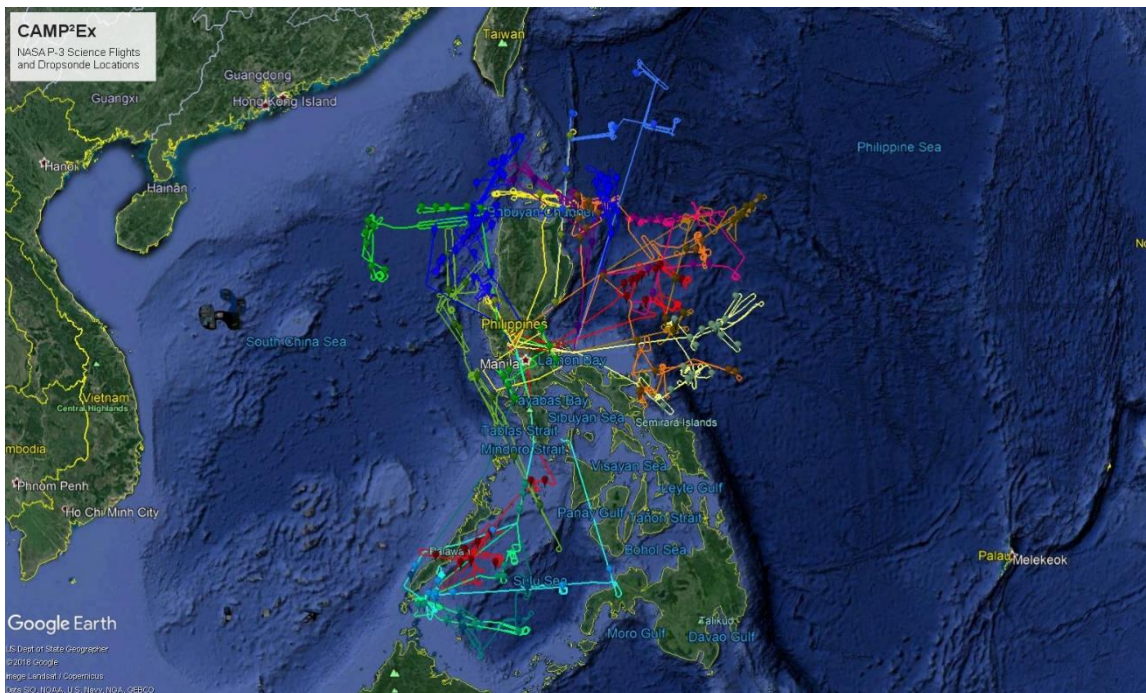 CAMP²Ex
NASA P-3 Science Flights
and Dropsonde Locations
Taiwan
Guangdong
Guangxi
Hong Kong Island
Hanoi
Hainan
Philippine Sea
No
Philippines
South China Sea
Manila
Lamon Bay
Vietnam
Central Highlands
Tayabas Bay
Sibuyan Sea
Semirara Islands
Tablas Strait
Mindoro Strait
mbodia
Visayan Sea
Phnom Penh
Leyte Gulf
Ho Chi Minh City
Panay Gulf
Tañon Strait
Bohol Sea
Palawan
Palau
Melekeok
Sulu Sea
Google Earth
Moro Gulf
Davao Gulf
US Dept of State Geographer
©2018 Google
Image Landsat / Copernicus
Data SIO, NOAA, U.S. Navy, NGA, GEBCO